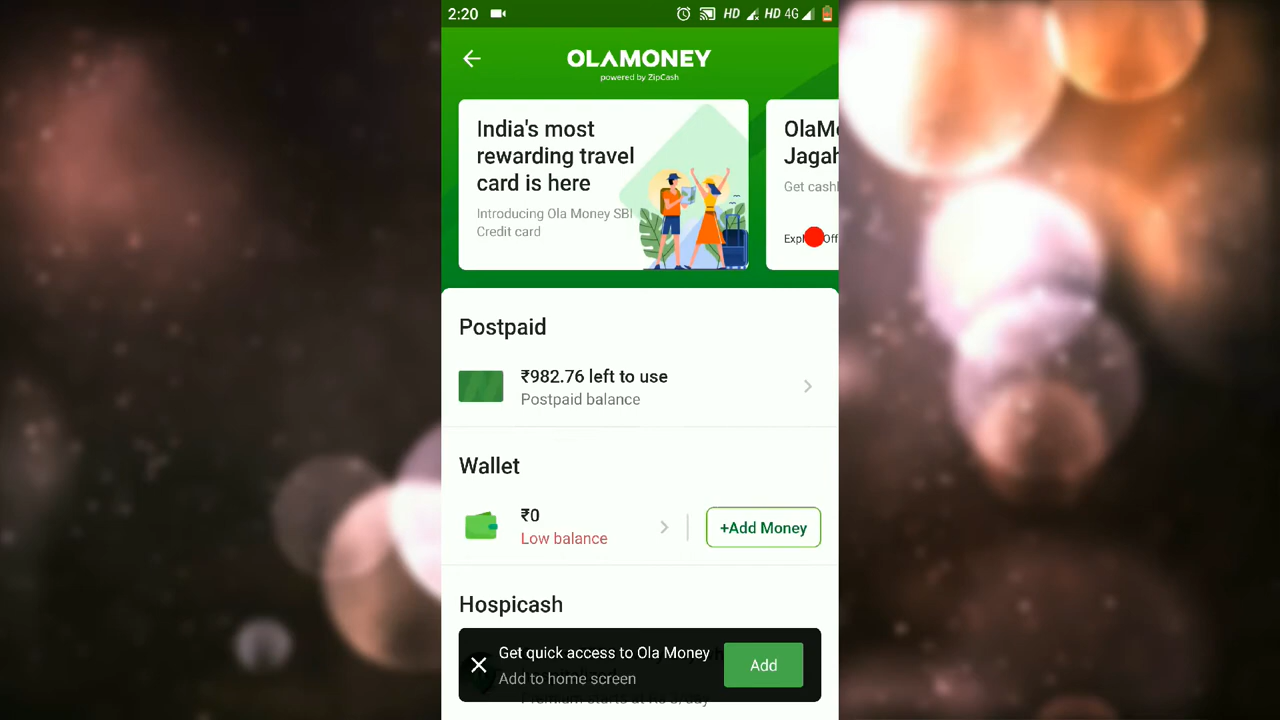 2:20 HD HD 4G
OLAMONEY
powered by ZipCash
India's most
rewarding travel
card is here
Introducing Ola Money SBI
Credit card
OlaM
Jagah
Get cash
Expl Off
Postpaid
₹982.76 left to use
Postpaid balance
Wallet
₹0
Low balance
+Add Money
Hospicash
Get quick access to Ola Money
Add to home screen
Add